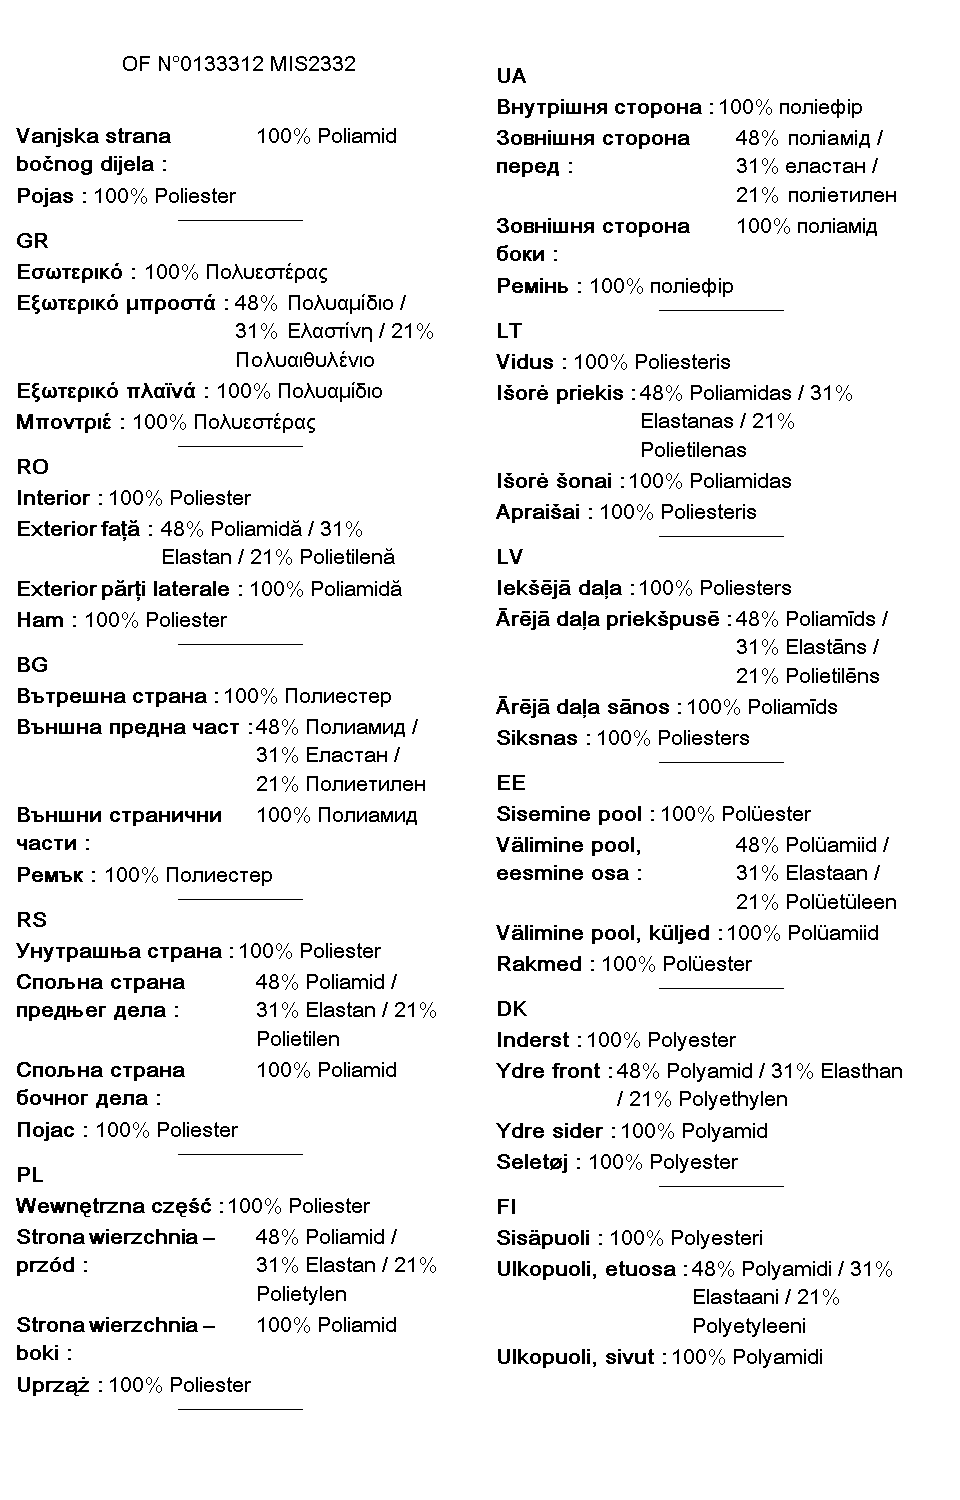 OF N°0133312 MIS2332
Vanjska strana 100% Poliamid
bočnog dijela :
Pojas : 100% Poliester
GR
Εσωτερικό : 100% Πολυεστέρας
Εξωτερικό μπροστά : 48% Πολυαμίδιο /
31% Ελαστίνη / 21%
Πολυαιθυλένιο
Εξωτερικό πλαϊνά : 100% Πολυαμίδιο
Μποντριέ : 100% Πολυεστέρας
RO
Interior : 100% Poliester
Exterior față : 48% Poliamidă / 31%
Elastan / 21% Polietilenă
Exterior părți laterale : 100% Poliamidă
Ham : 100% Poliester
BG
Вътрешна страна : 100% Полиестер
Външна предна част : 48% Полиамид /
31% Еластан /
21% Полиетилен
Външни странични 100% Полиамид
части :
Ремък : 100% Полиестер
RS
Унутрашња страна : 100% Poliester
Спољна страна 48% Poliamid /
предњег дела : 31% Elastan / 21%
Polietilen
Спољна страна 100% Poliamid
бочног дела :
Појас : 100% Poliester
PL
Wewnętrzna część : 100% Poliester
Strona wierzchnia – 48% Poliamid /
przód : 31% Elastan / 21%
Polietylen
Strona wierzchnia – 100% Poliamid
boki :
Uprząż : 100% Poliester
UA
Внутрішня сторона : 100% поліефір
Зовнішня сторона 48% поліамід /
перед : 31% еластан /
21% поліетилен
Зовнішня сторона 100% поліамід
боки :
Ремінь : 100% поліефір
LT
Vidus : 100% Poliesteris
Išorė priekis : 48% Poliamidas / 31%
Elastanas / 21%
Polietilenas
Išorė šonai : 100% Poliamidas
Apraišai : 100% Poliesteris
LV
Iekšējā daļa : 100% Poliesters
Ārējā daļa priekšpusē : 48% Poliamīds /
31% Elastāns /
21% Polietilēns
Ārējā daļa sānos : 100% Poliamīds
Siksnas : 100% Poliesters
EE
Sisemine pool : 100% Polüester
Välimine pool, 48% Polüamiid /
eesmine osa : 31% Elastaan /
21% Polüetüleen
Välimine pool, küljed : 100% Polüamiid
Rakmed : 100% Polüester
DK
Inderst : 100% Polyester
Ydre front : 48% Polyamid / 31% Elasthan
/ 21% Polyethylen
Ydre sider : 100% Polyamid
Seletøj : 100% Polyester
FI
Sisäpuoli : 100% Polyesteri
Ulkopuoli, etuosa : 48% Polyamidi / 31%
Elastaani / 21%
Polyetyleeni
Ulkopuoli, sivut : 100% Polyamidi